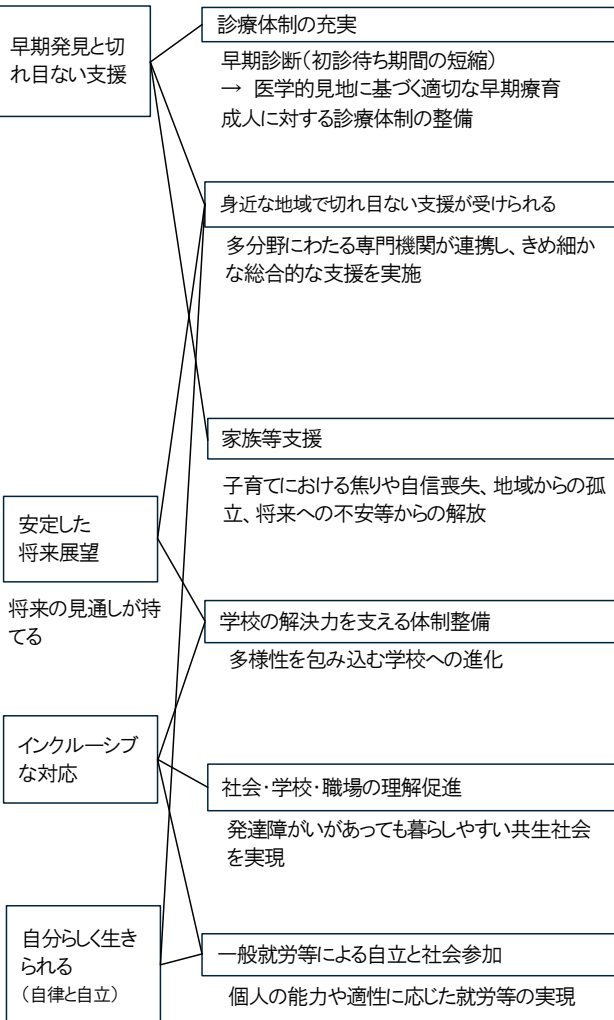 早期発見と切
れ目ない支援
診療体制の充実
早期診断(初診待ち期間の短縮)
→ 医学的見地に基づく適切な早期療育
成人に対する診療体制の整備
身近な地域で切れ目ない支援が受けられる
多分野にわたる専門機関が連携し、きめ細か
な総合的な支援を実施
家族等支援
子育てにおける焦りや自信喪失、地域からの孤
立、将来への不安等からの解放
安定した
将来展望
将来の見通しが持
てる
学校の解決力を支える体制整備
多様性を包み込む学校への進化
インクルーシブ
な対応
社会・学校・職場の理解促進
発達障がいがあっても暮らしやすい共生社会
を実現
自分らしく生き
られる
(自律と自立)
一般就労等による自立と社会参加
個人の能力や適性に応じた就労等の実現